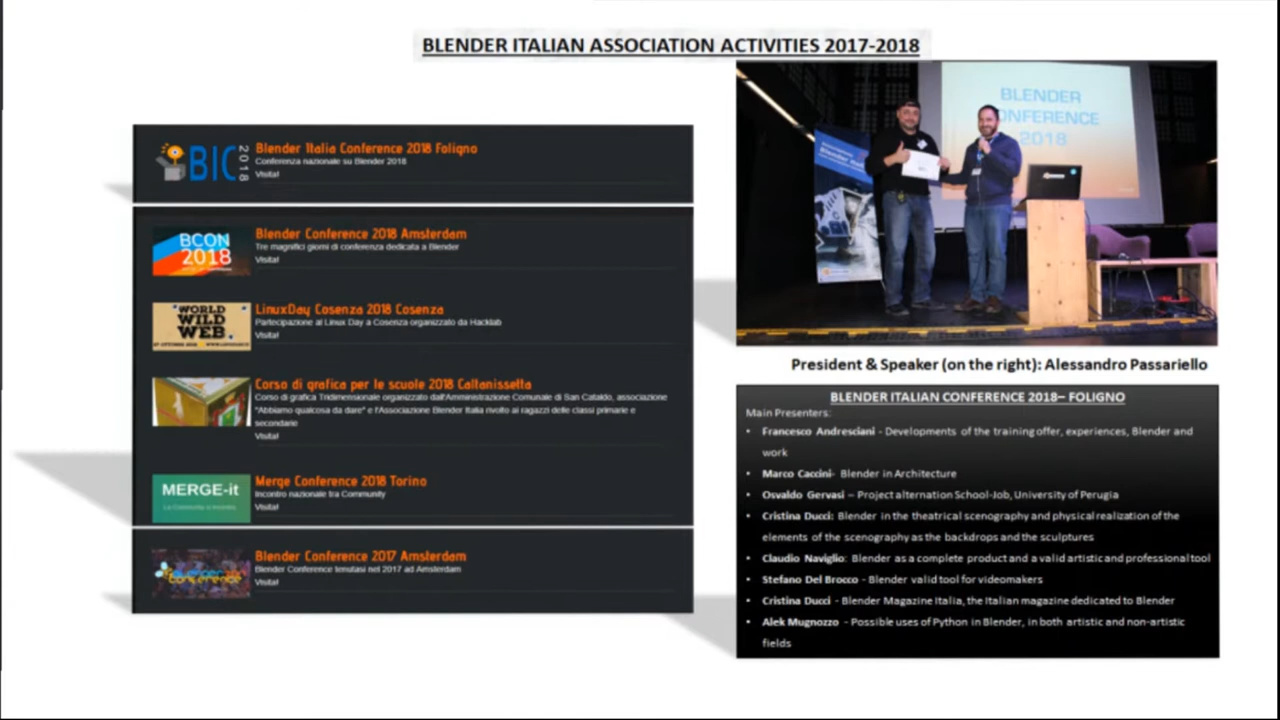 BLENDER ITALIAN ASSOCIATION ACTIVITIES 2017-2018
BIC 2018
Blender Italia Conference 2018 Foligno
Conferenza nazionale su Blender 2018
Visita!
BCON
2018
Blender Conference 2018 Amsterdam
Tre magnifici giorni di conferenza dedicata a Blender
Visita!
WORLD
WILD
WEB
LinuxDay Cosenza 2018 Cosenza
Partecipazione al Linux Day a Cosenza organizzato da Hacklab
Visita!
Corso di grafica per le scuole 2018 Caltanissetta
Corso di grafica Tridimensionale organizzato dall'Amministrazione Comunale di San Cataldo, associazione
"Abbiamo qualcosa da dare" e l'Associazione Blender Italia rivolto ai ragazzi delle classi primarie e
secondarie
Visita!
MERGE-it
Merge Conference 2018 Torino
Incontro nazionale tra Community
Visita!
Blender Conference 2017 Amsterdam
Blender Conference tenutasi nel 2017 ad Amsterdam
Visita!
BLENDER
CONFERENCE
2018
President & Speaker (on the right): Alessandro Passariello
BLENDER ITALIAN CONFERENCE 2018– FOLIGNO
Main Presenters:
• Francesco Andresciani - Developments of the training offer, experiences, Blender and
work
• Marco Caccini- Blender in Architecture
• Osvaldo Gervasi – Project alternation School-Job, University of Perugia
• Cristina Ducci: Blender in the theatrical scenography and physical realization of the
elements of the scenography as the backdrops and the sculptures
• Claudio Naviglio: Blender as a complete product and a valid artistic and professional tool
• Stefano Del Brocco - Blender valid tool for videomakers
• Cristina Ducci - Blender Magazine Italia, the Italian magazine dedicated to Blender
• Alek Mugnozzo - Possible uses of Python in Blender, in both artistic and non-artistic
fields